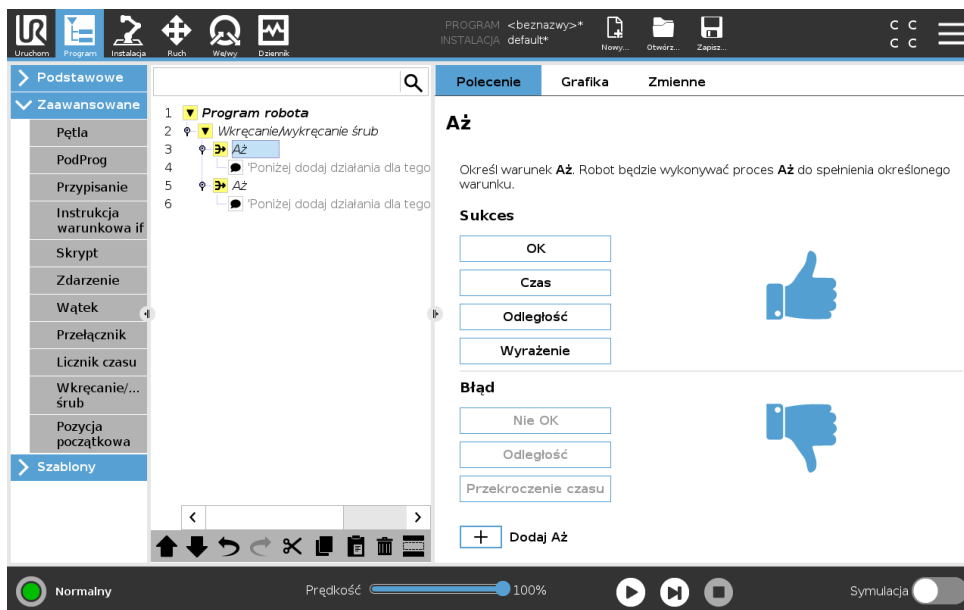 PROGRAM <beznazwy>*
INSTALACJA default*
Uruchom
Program
Instalacja
Ruch
We/wy
Dziennik
Nowy...
Otwórz...
Zapisz...
C C
C C
Podstawowe
Zaawansowane
Pętla
PodProg
Przypisanie
Instrukcja
warunkowa if
Skrypt
Zdarzenie
Wątek
Przełącznik
Licznik czasu
Wkręcanie/...
śrub
Pozycja
początkowa
Szablony
1 Program robota
2 Wkręcanie/wykręcanie śrub
3 Aż
4 'Poniżej dodaj działania dla tego
5 Aż
6 'Poniżej dodaj działania dla tego
Polecenie Grafika Zmienne
Aż
Określ warunek Aż. Robot będzie wykonywać proces Aż do spełnienia określonego
warunku.
Sukces
OK
Czas
Odległość
Wyrażenie
Błąd
Nie OK
Odległość
Przekroczenie czasu
+ Dodaj Aż
Normalny
Prędkość 100%
Symulacja